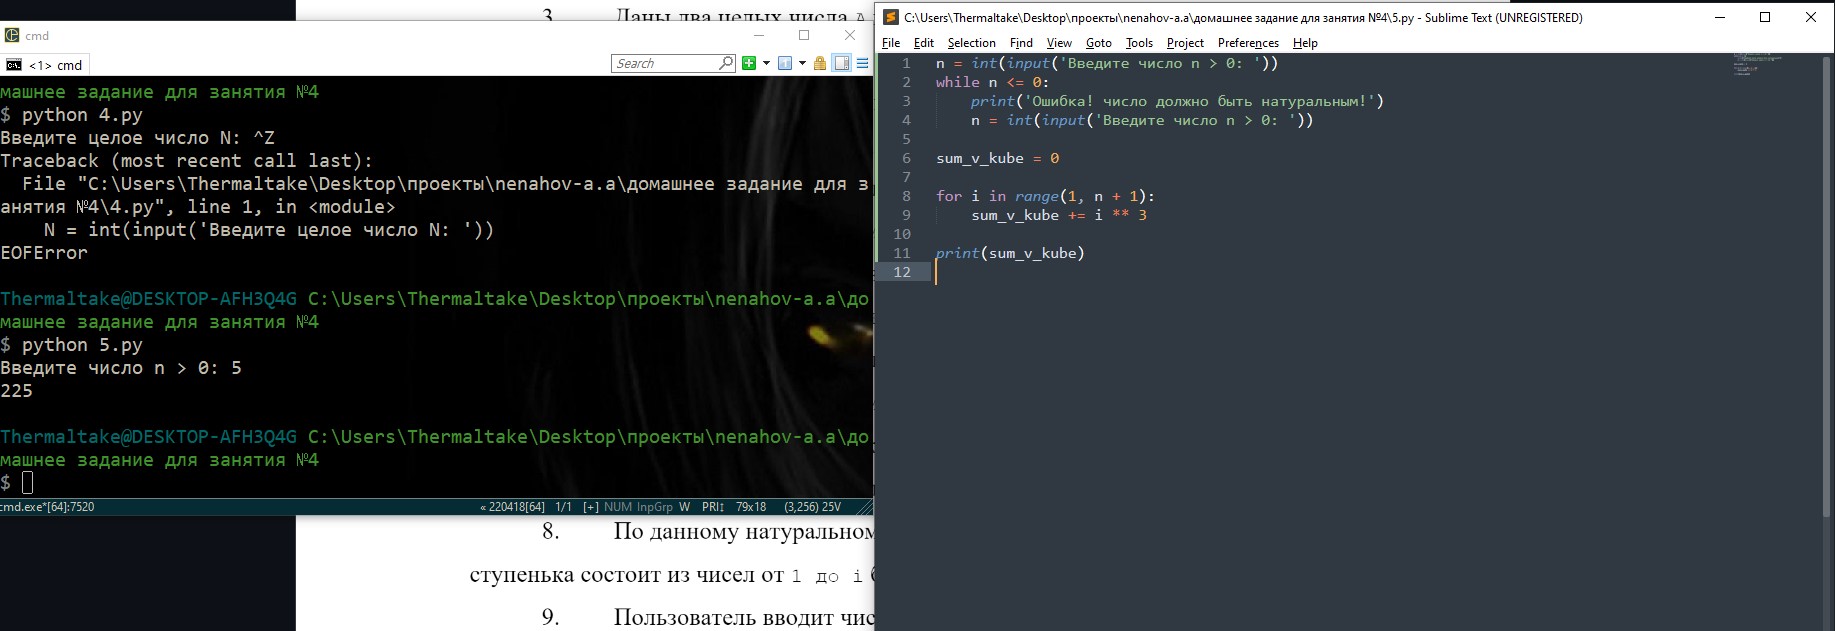 3. Даны два целых числа А
cmd
<1> cmd
Search
машнее задание для занятия №4
$ python 4.py
Введите целое число N: ^Z
Traceback (most recent call last):
File "C:\Users\Thermaltake\Desktop\проекты\nenahov-a.a\домашнее задание для з
анятия №4\4.py", line 1, in <module>
N = int(input('Введите целое число N: '))
EOFError
Thermaltake@DESKTOP-AFH3Q4G C:\Users\Thermaltake\Desktop\проекты\nenahov-a.a\до
машнее задание для занятия №4
$ python 5.py
Введите число n > 0: 5
225
Thermaltake@DESKTOP-AFH3Q4G C:\Users\Thermaltake\Desktop\проекты\nenahov-a.a\до
машнее задание для занятия №4
$
cmd.exe*[64]:7520 « 220418[64] 1/1 [+] NUM InpGrp W PRI↕ 79x18 (3,256) 25V
8. По данному натуральном
ступенька состоит из чисел от 1 до i б
9. Пользователь вводит чис
C:\Users\Thermaltake\Desktop\проекты\nenahov-a.a\домашнее задание для занятия №4\5.py - Sublime Text (UNREGISTERED)
File Edit Selection Find View Goto Tools Project Preferences Help
1 n = int(input('Введите число n > 0: '))
2 while n <= 0:
3 print('Ошибка! число должно быть натуральным!')
4 n = int(input('Введите число n > 0: '))
5
6 sum_v_kube = 0
7
8 for i in range(1, n + 1):
9 sum_v_kube += i ** 3
10
11 print(sum_v_kube)
12